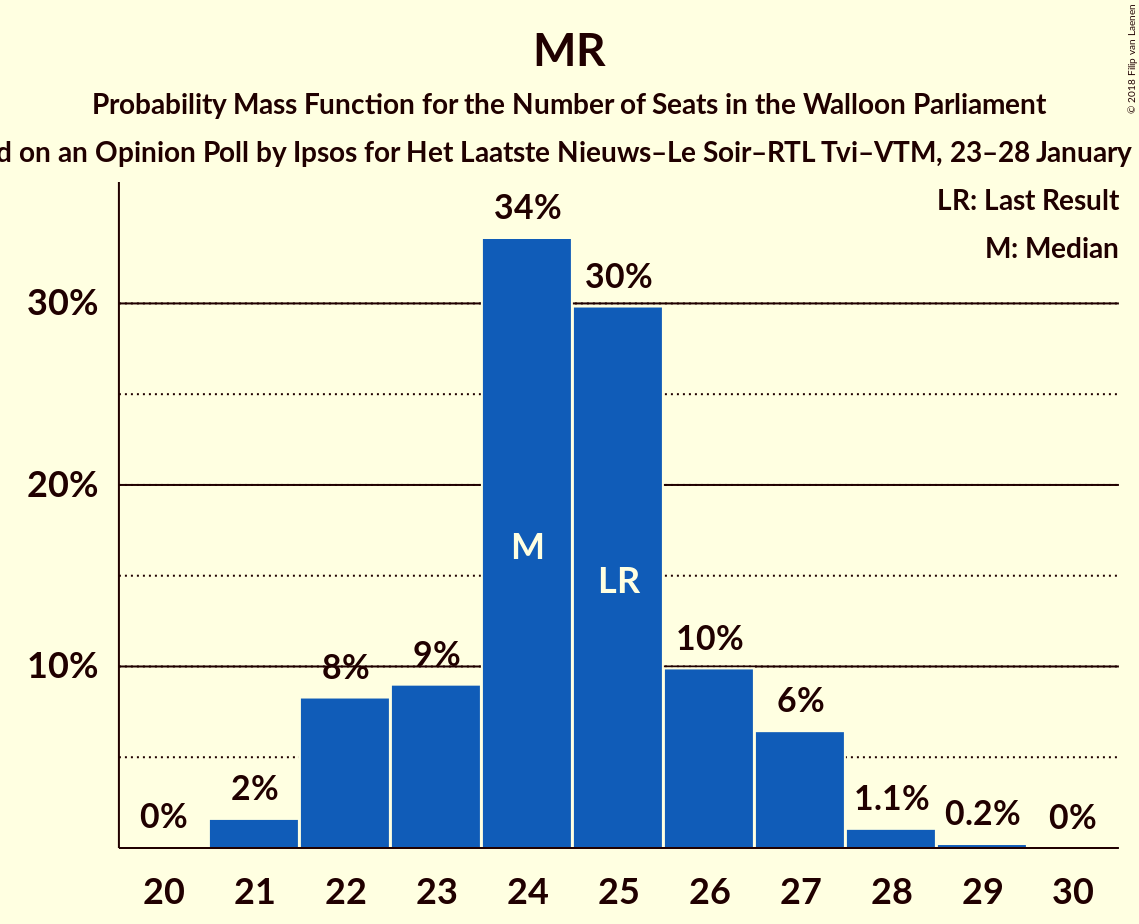 MR
Probability Mass Function for the Number of Seats in the Walloon Parliament
on an Opinion Poll by Ipsos for Het Laatste Nieuws–Le Soir–RTL Tvi–VTM, 23–28 January
© 2018 Filip van Laenen
LR: Last Result
M: Median
34%
30%
30%
20%
M
LR
10%
10%
9%
8%
6%
2%
1.1%
0.2%
0%
0%
20 21 22 23 24 25 26 27 28 29 30